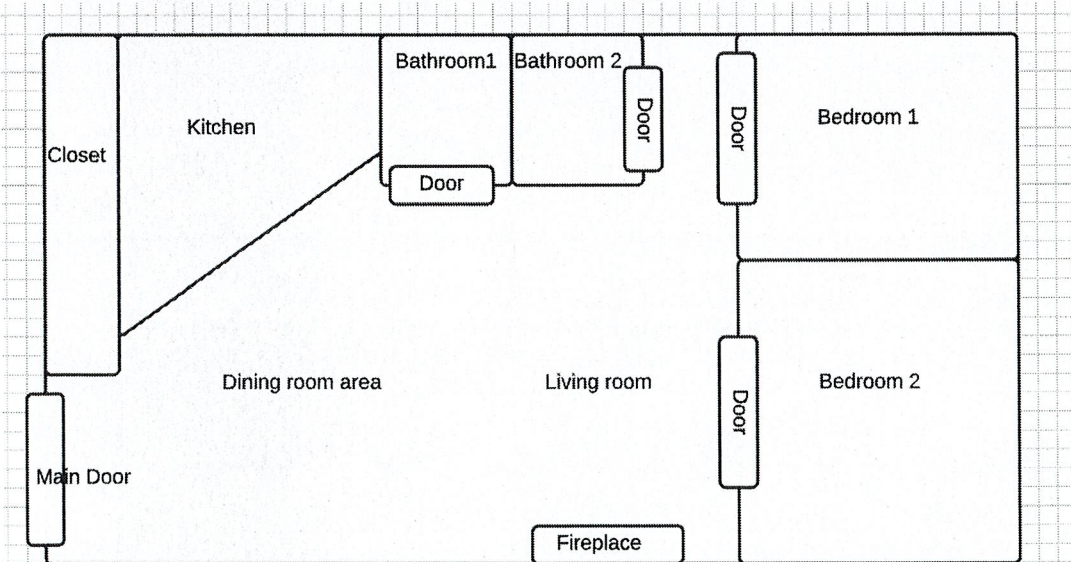 Bathroom1
Bathroom 2
Door
Door
Bedroom 1
Kitchen
Closet
Door
Dining room area
Living room
Door
Bedroom 2
Main Door
Fireplace